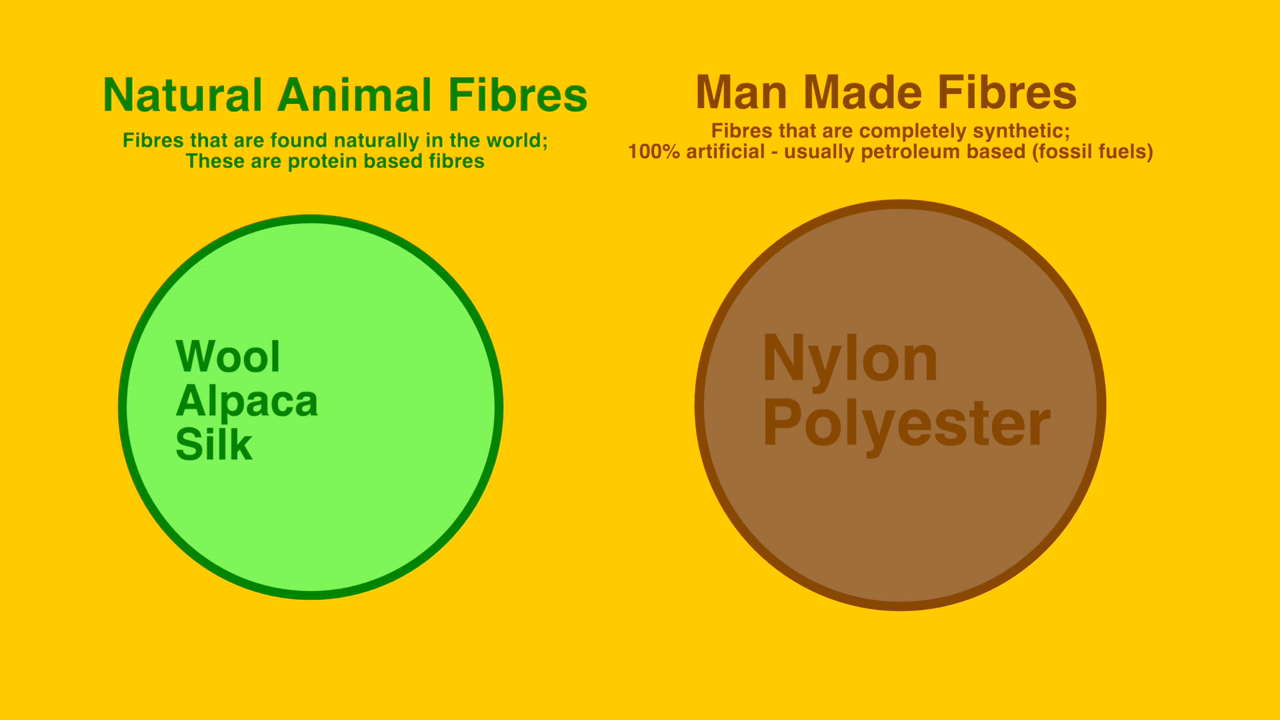 Natural Animal Fibres
Fibres that are found naturally in the world;
These are protein based fibres
Wool
Alpaca
Silk
Man Made Fibres
Fibres that are completely synthetic;
100% artificial - usually petroleum based (fossil fuels)
Nylon
Polyester